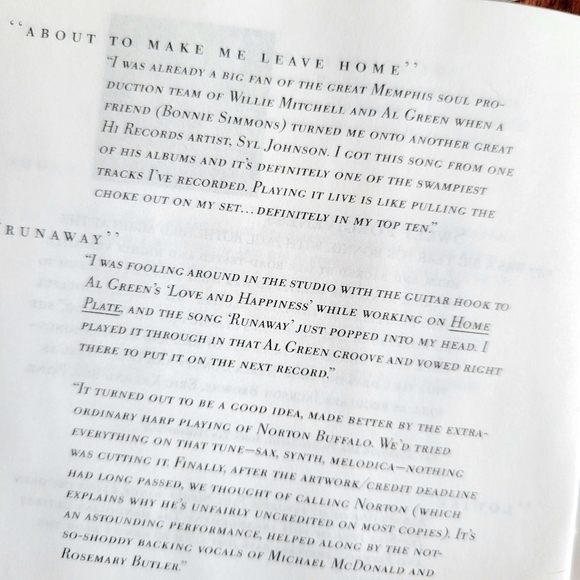 “ABOUT TO MAKE ME LEAVE HOME”
“I WAS ALREADY A BIG FAN OF THE GREAT MEMPHIS SOUL PRO-
DUCTION TEAM OF WILLIE MITCHELL AND AL GREEN WHEN A
FRIEND (BONNIE SIMMONS) TURNED ME ONTO ANOTHER GREAT
HI RECORDS ARTIST, SYL JOHNSON. I GOT THIS SONG FROM ONE
OF HIS ALBUMS AND IT'S DEFINITELY ONE OF THE SWAMPIEST
TRACKS I'VE RECORDED. PLAYING IT LIVE IS LIKE PULLING THE
CHOKE OUT ON MY SET... DEFINITELY IN MY TOP TEN.”
“RUNAWAY”
“I WAS FOOLING AROUND IN THE STUDIO WITH THE GUITAR HOOK TO
AL GREEN'S ‘LOVE AND HAPPINESS’ WHILE WORKING ON HOME
PLATE, AND THE SONG ‘RUNAWAY’ JUST POPPED INTO MY HEAD. I
PLAYED IT THROUGH IN THAT AL GREEN GROOVE AND VOWED RIGHT
THERE TO PUT IT ON THE NEXT RECORD.”
“IT TURNED OUT TO BE A GOOD IDEA, MADE BETTER BY THE EXTRA-
ORDINARY HARP PLAYING OF NORTON BUFFALO. WE'D TRIED
EVERYTHING ON THAT TUNE—SAX, SYNTH, MELODICA—NOTHING
WAS CUTTING IT. FINALLY, AFTER THE ARTWORK/CREDIT DEADLINE
HAD LONG PASSED, WE THOUGHT OF CALLING NORTON (WHICH
EXPLAINS WHY HE'S UNFAIRLY UNCREDITED ON MOST COPIES). IT'S
AN ASTOUNDING PERFORMANCE, HELPED ALONG BY THE NOT-
SO-SHODDY BACKING VOCALS OF MICHAEL MCDONALD AND
ROSEMARY BUTLER.”